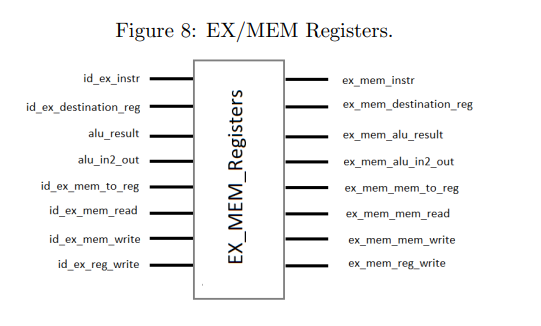 Figure 8: EX/MEM Registers.
id_ex_instr
id_ex_destination_reg
alu_result
alu_in2_out
id_ex_mem_to_reg
id_ex_mem_read
id_ex_mem_write
id_ex_reg_write
EX_MEM_Registers
ex_mem_instr
ex_mem_destination_reg
ex_mem_alu_result
ex_mem_alu_in2_out
ex_mem_mem_to_reg
ex_mem_mem_read
ex_mem_mem_write
ex_mem_reg_write